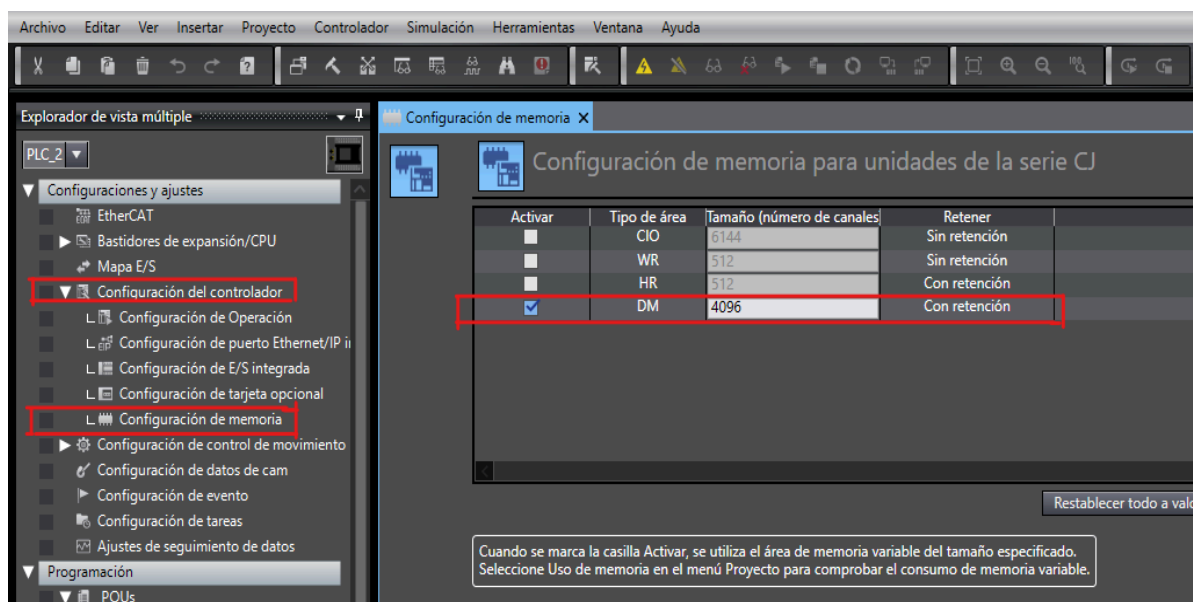 Archivo Editar Ver Insertar Proyecto Controlador Simulación Herramientas Ventana Ayuda
Explorador de vista múltiple
PLC_2
Configuraciones y ajustes
EtherCAT
Bastidores de expansión/CPU
Mapa E/S
Configuración del controlador
Configuración de Operación
Configuración de puerto Ethernet/IP i
Configuración de E/S integrada
Configuración de tarjeta opcional
Configuración de memoria
Configuración de control de movimiento
Configuración de datos de cam
Configuración de evento
Configuración de tareas
Ajustes de seguimiento de datos
Programación
POUs
Configuración de memoria
Configuración de memoria para unidades de la serie CJ
Activar Tipo de área Tamaño (número de canales Retener
CIO 6144 Sin retención
WR 512 Sin retención
HR 512 Con retención
DM 4096 Con retención
Restablecer todo a valo
Cuando se marca la casilla Activar, se utiliza el área de memoria variable del tamaño especificado.
Seleccione Uso de memoria en el menú Proyecto para comprobar el consumo de memoria variable.